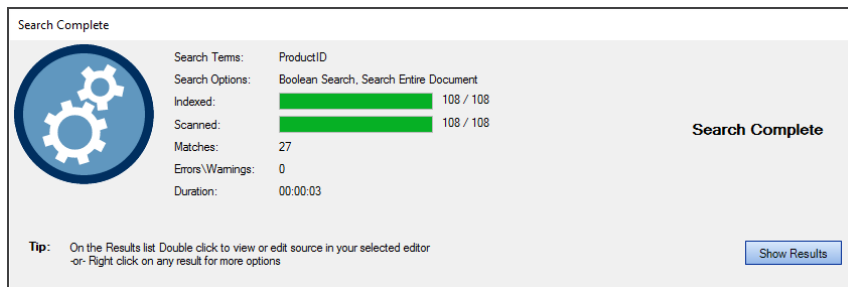 Search Complete
Search Terms: ProductID
Search Options: Boolean Search, Search Entire Document
Indexed: 108 / 108
Scanned: 108 / 108
Matches: 27
Errors\Warnings: 0
Duration: 00:00:03
Search Complete
Tip: On the Results list Double click to view or edit source in your selected editor
-or- Right click on any result for more options
Show Results